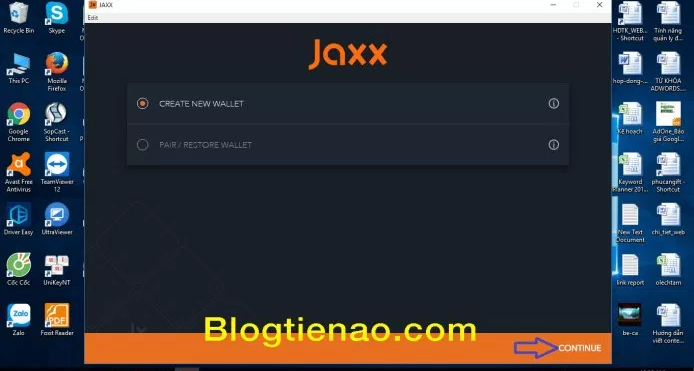 JAXX
Edit
Jaxx
CREATE NEW WALLET
PAIR / RESTORE WALLET
Blogtienao.com
CONTINUE
Recycle Bin
Skype
This PC
Mozilla
Firefox
Google
Chrome
SopCast -
Shortcut
Avast Free
Antivirus
TeamViewer
12
Driver Easy
UltraViewer
Cốc Cốc
UniKeyNT
Zalo
Foxit Reader
HDTK_WEB...
- Shortcut
Tính năng
quản lý đ...
hop-dong-...
TỪ KHÓA
ADWORDS....
Kế hoạch
AdOne_Báo
giá Googl...
Keyword
Planner 201...
phucangift -
Shortcut
New Text
Document
chi_tiet_web
link report
olechtam
be-ca
Hướng dẫn
viết conte...